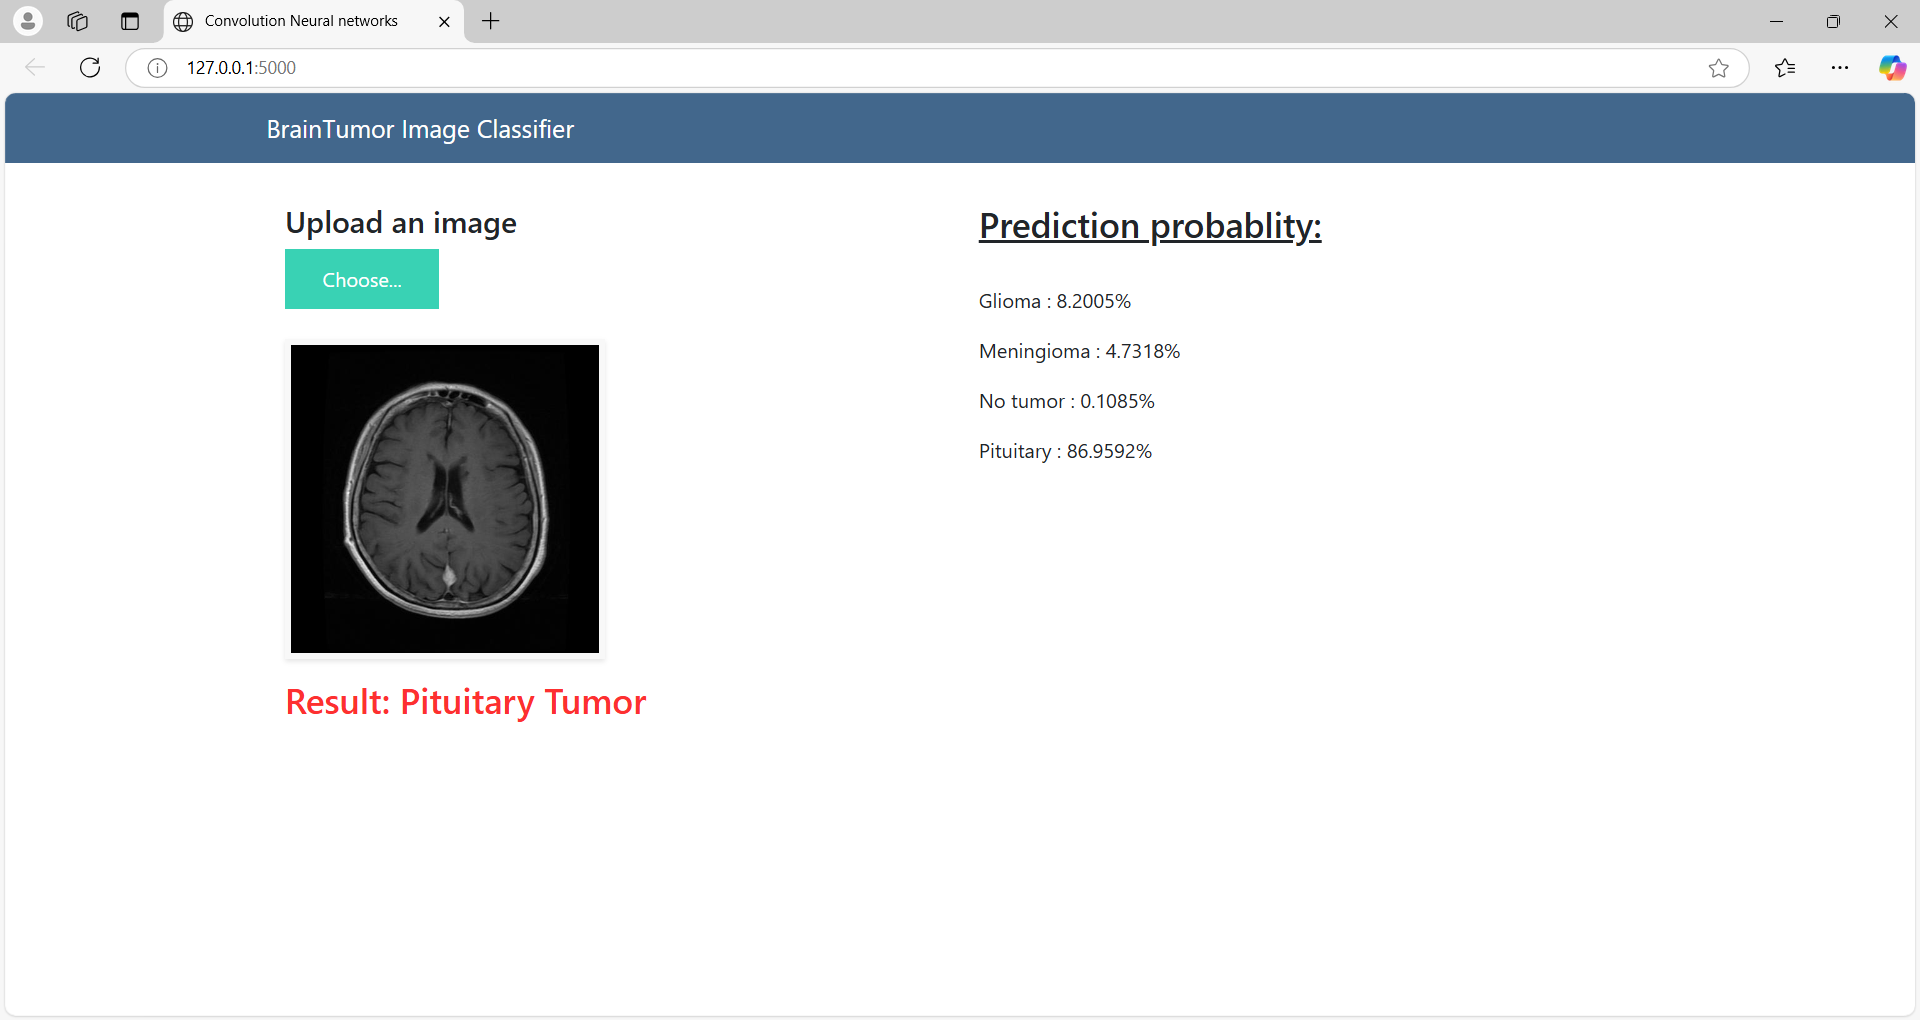 Convolution Neural networks
127.0.0.1:5000
BrainTumor Image Classifier
Upload an image
Choose...
Result: Pituitary Tumor
Prediction probablity:
Glioma : 8.2005%
Meningioma : 4.7318%
No tumor : 0.1085%
Pituitary : 86.9592%